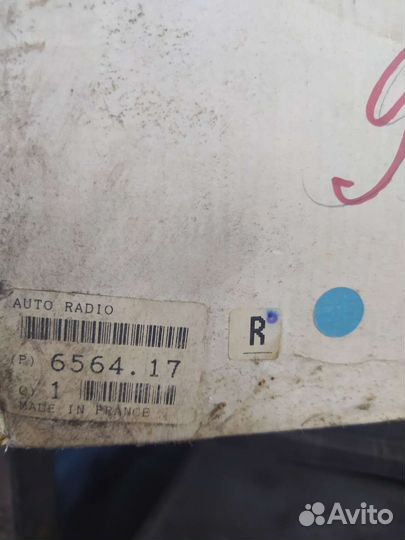 AUTO RADIO
(P) 6564.17
Q) 1
MADE IN FRANCE
R
Avito